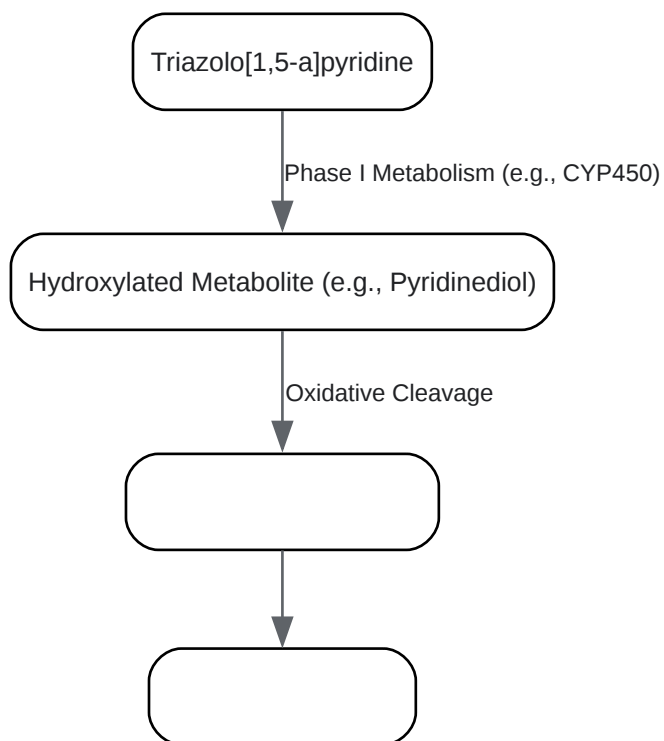 Triazolo[1,5-a]pyridine
Phase I Metabolism (e.g., CYP450)
Hydroxylated Metabolite (e.g., Pyridinediol)
Oxidative Cleavage